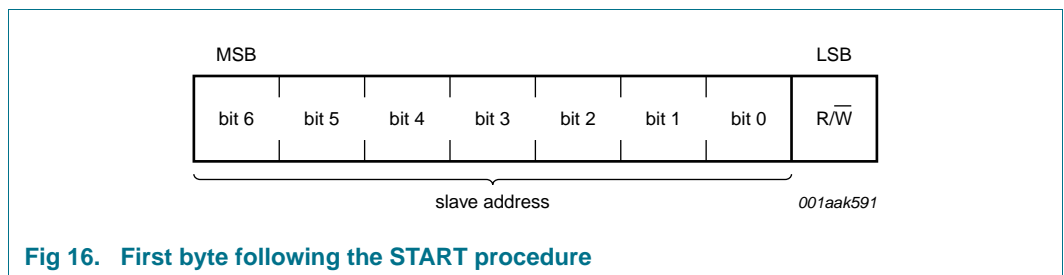 MSB LSB
bit 6 bit 5 bit 4 bit 3 bit 2 bit 1 bit 0 R/W̅
slave address 001aak591
Fig 16. First byte following the START procedure